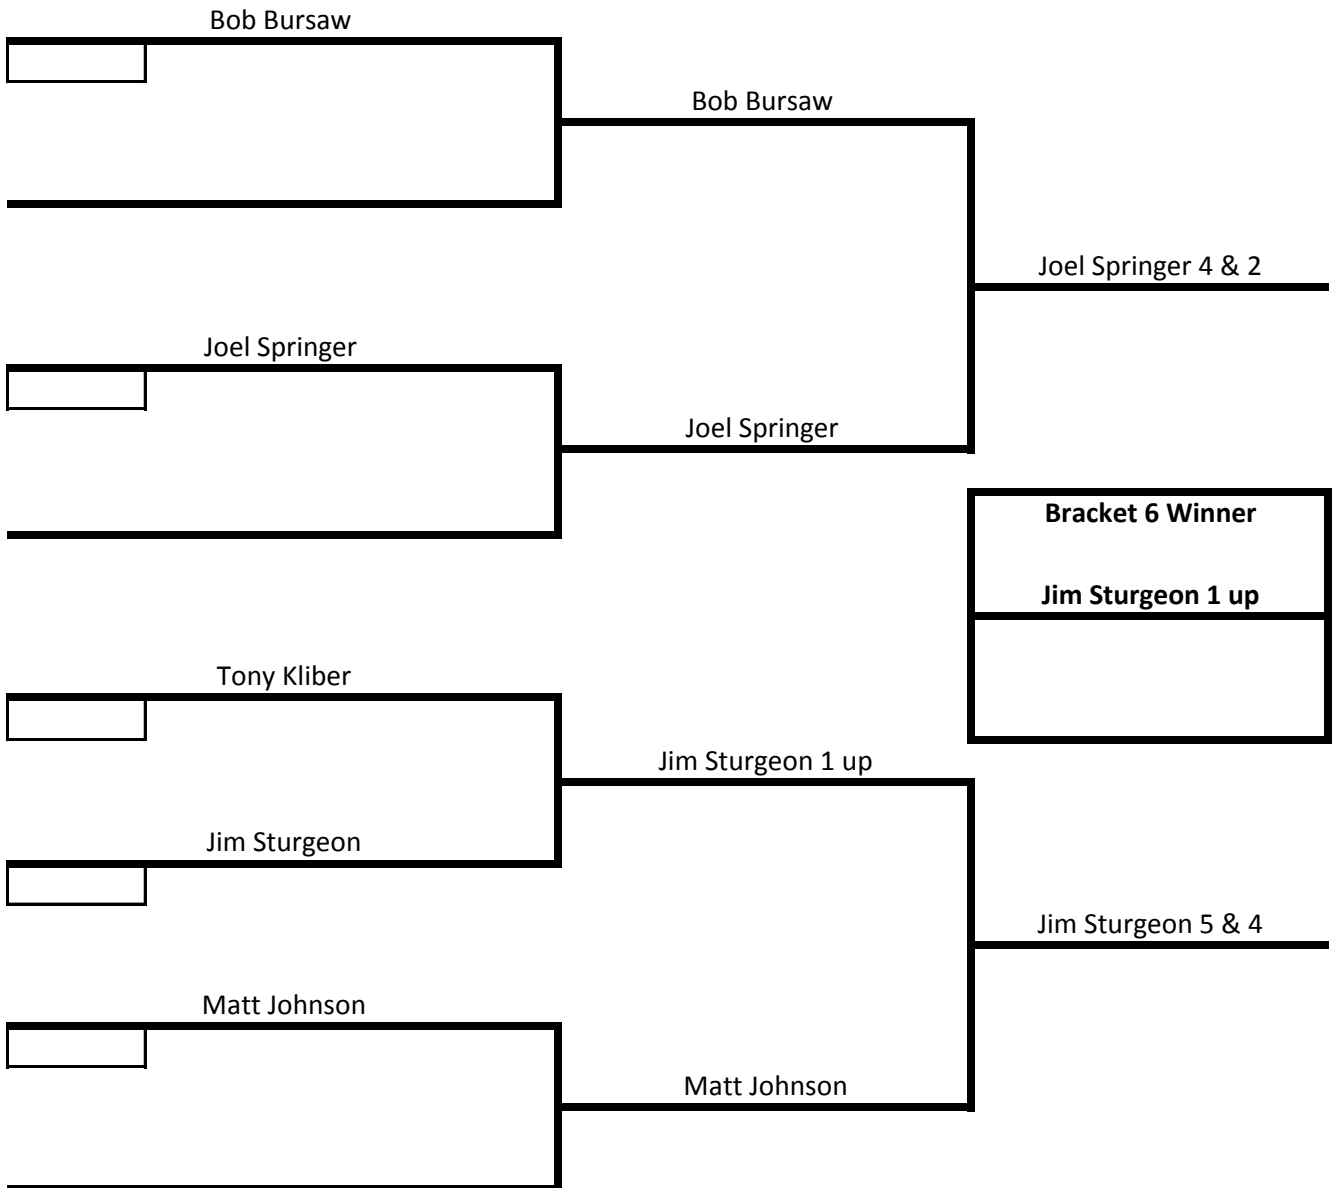 Bob Bursaw
Bob Bursaw
Joel Springer 4 & 2
Joel Springer
Joel Springer
Bracket 6 Winner
Jim Sturgeon 1 up
Tony Kliber
Jim Sturgeon 1 up
Jim Sturgeon
Jim Sturgeon 5 & 4
Matt Johnson
Matt Johnson